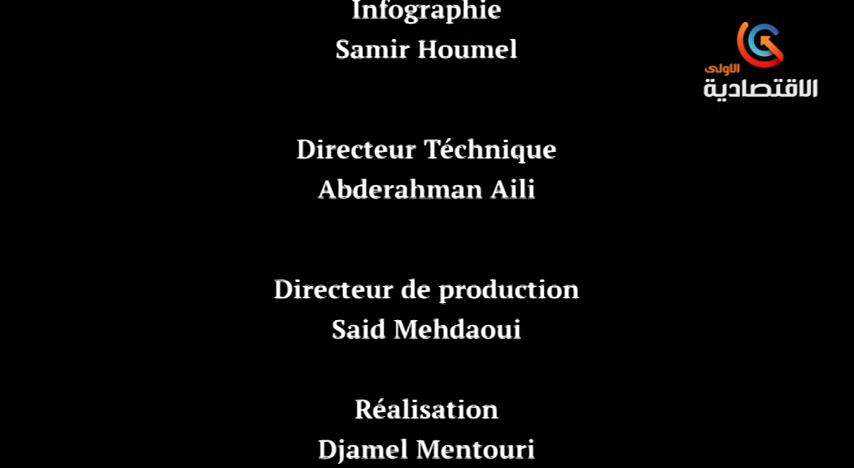 Infographie
Samir Houmel
الاولى
الاقتصادية
Directeur Téchnique
Abderahman Aili
Directeur de production
Said Mehdaoui
Réalisation
Djamel Mentouri